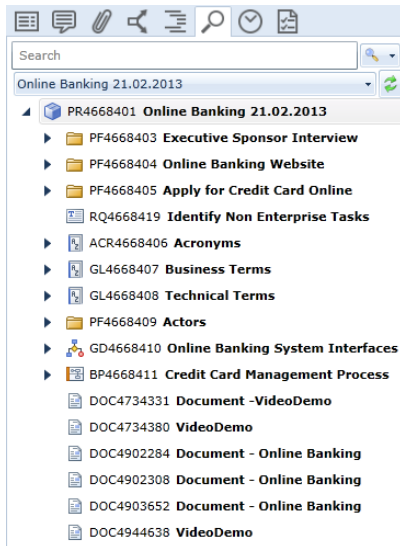 Search
Online Banking 21.02.2013
PR4668401 Online Banking 21.02.2013
PF4668403 Executive Sponsor Interview
PF4668404 Online Banking Website
PF4668405 Apply for Credit Card Online
RQ4668419 Identify Non Enterprise Tasks
ACR4668406 Acronyms
GL4668407 Business Terms
GL4668408 Technical Terms
PF4668409 Actors
GD4668410 Online Banking System Interfaces
BP4668411 Credit Card Management Process
DOC4734331 Document -VideoDemo
DOC4734380 VideoDemo
DOC4902284 Document - Online Banking
DOC4902308 Document - Online Banking
DOC4903652 Document - Online Banking
DOC4944638 VideoDemo